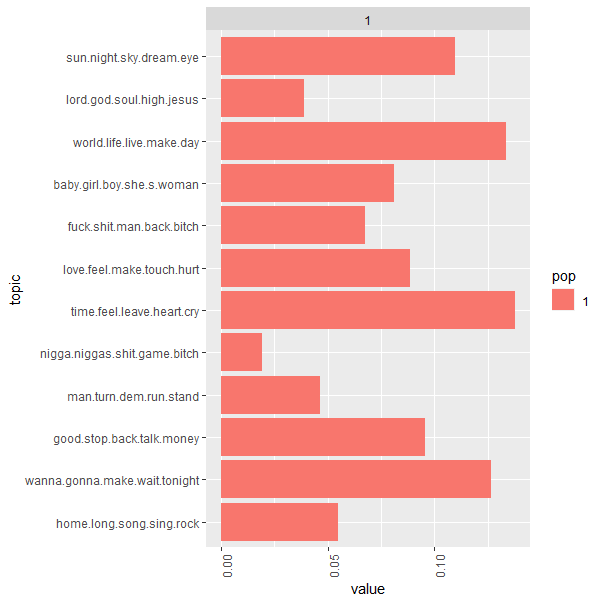 1
topic
sun.night.sky.dream.eye
lord.god.soul.high.jesus
world.life.live.make.day
baby.girl.boy.she.s.woman
fuck.shit.man.back.bitch
love.feel.make.touch.hurt
time.feel.leave.heart.cry
nigga.niggas.shit.game.bitch
man.turn.dem.run.stand
good.stop.back.talk.money
wanna.gonna.make.wait.tonight
home.long.song.sing.rock
0.00
0.05
0.10
value
pop
1